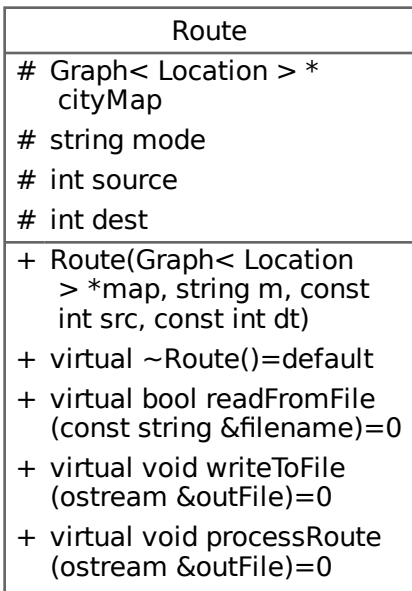 Route
# Graph< Location > *
cityMap
# string mode
# int source
# int dest
+ Route(Graph< Location
> *map, string m, const
int src, const int dt)
+ virtual ~Route()=default
+ virtual bool readFromFile
(const string &filename)=0
+ virtual void writeToFile
(ostream &outFile)=0
+ virtual void processRoute
(ostream &outFile)=0